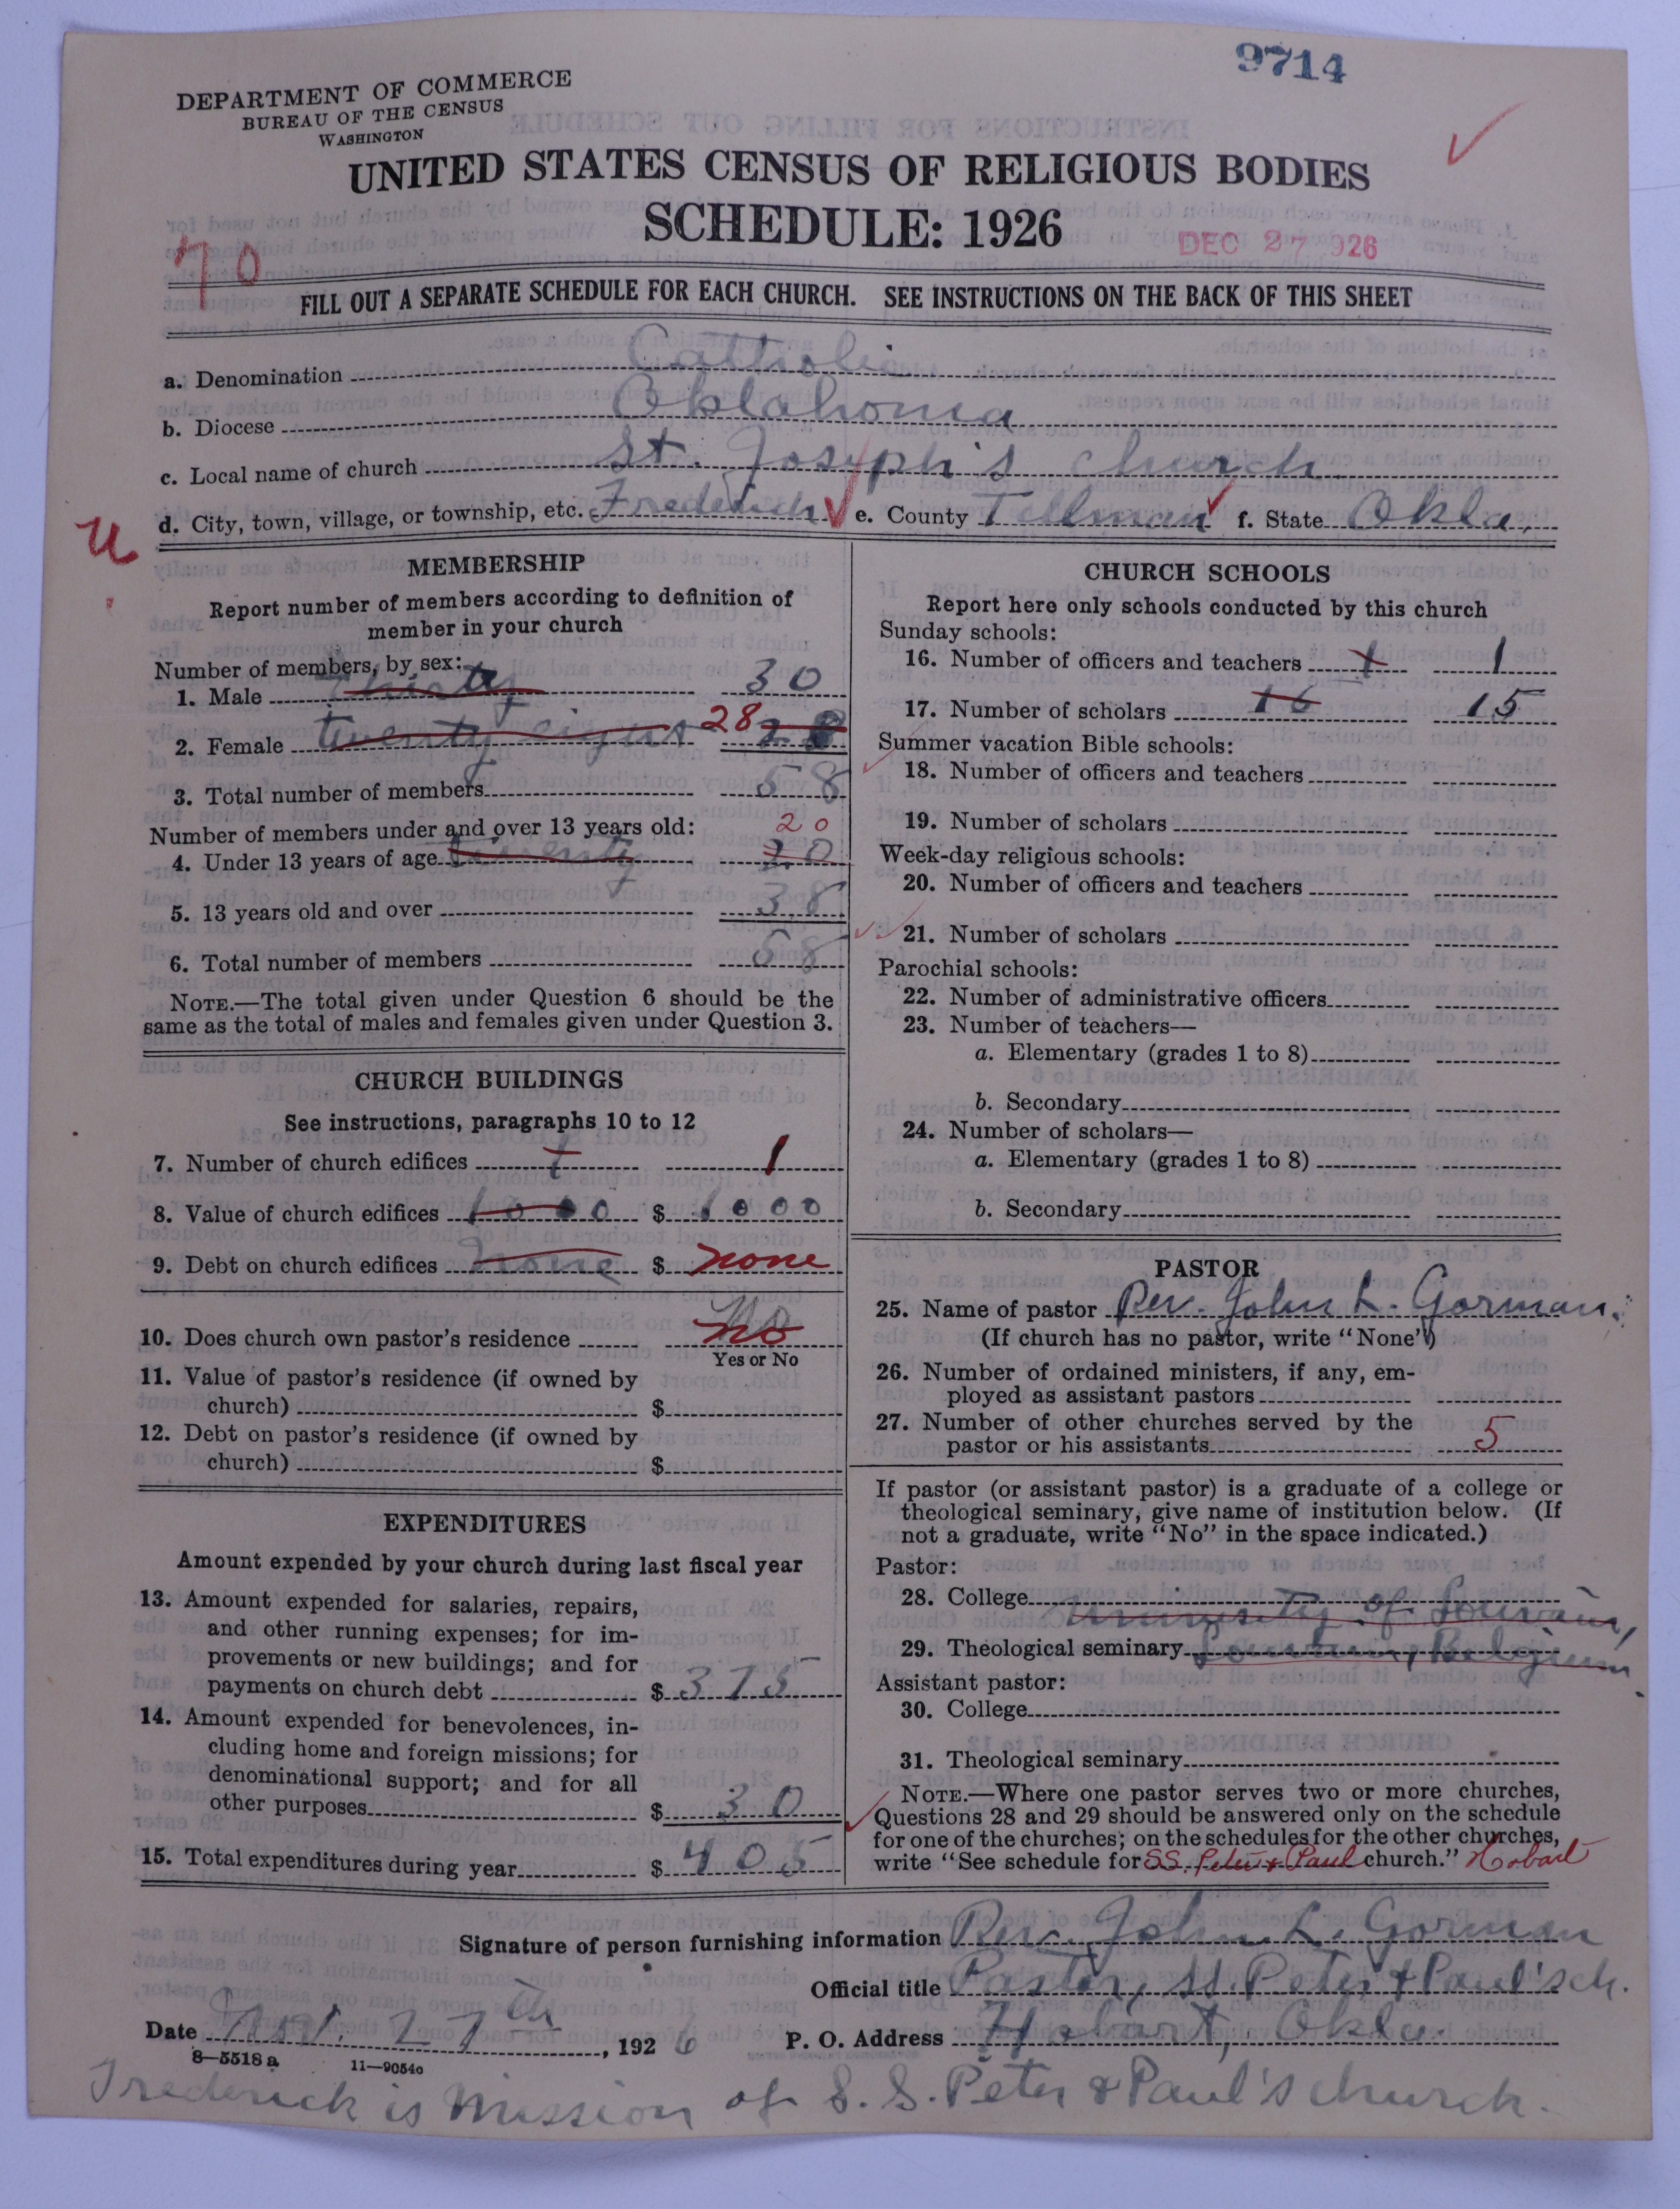 9714
DEPARTMENT OF COMMERCE
BUREAU OF THE CENSUS
WASHINGTON
UNITED STATES CENSUS OF RELIGIOUS BODIES
SCHEDULE: 1926
DEC 27 1926
70
FILL OUT A SEPARATE SCHEDULE FOR EACH CHURCH. SEE INSTRUCTIONS ON THE BACK OF THIS SHEET
a. Denomination Catholic
b. Diocese Oklahoma
c. Local name of church St. Joseph's church
d. City, town, village, or township, etc. Frederick e. County Tillman f. State Okla.
U
MEMBERSHIP
Report number of members according to definition of
member in your church
Number of members, by sex:
1. Male thirty 30
2. Female twenty eight 28 28
3. Total number of members 58
Number of members under and over 13 years old: 20
4. Under 13 years of age twenty 20
5. 13 years old and over 38
6. Total number of members 58
NOTE.—The total given under Question 6 should be the
same as the total of males and females given under Question 3.
CHURCH BUILDINGS
See instructions, paragraphs 10 to 12
7. Number of church edifices 1 1
8. Value of church edifices 1000 $ 1000
9. Debt on church edifices none $ none
10. Does church own pastor's residence No
Yes or No
11. Value of pastor's residence (if owned by
church) $
12. Debt on pastor's residence (if owned by
church) $
EXPENDITURES
Amount expended by your church during last fiscal year
13. Amount expended for salaries, repairs,
and other running expenses; for im-
provements or new buildings; and for
payments on church debt $ 375
14. Amount expended for benevolences, in-
cluding home and foreign missions; for
denominational support; and for all
other purposes $ 30
15. Total expenditures during year $ 405
CHURCH SCHOOLS
Report here only schools conducted by this church
Sunday schools:
16. Number of officers and teachers 1 1
17. Number of scholars 15
Summer vacation Bible schools:
18. Number of officers and teachers
19. Number of scholars
Week-day religious schools:
20. Number of officers and teachers
21. Number of scholars
Parochial schools:
22. Number of administrative officers
23. Number of teachers—
a. Elementary (grades 1 to 8)
b. Secondary
24. Number of scholars—
a. Elementary (grades 1 to 8)
b. Secondary
PASTOR
25. Name of pastor Rev. John L. Gorman.
(If church has no pastor, write "None")
26. Number of ordained ministers, if any, em-
ployed as assistant pastors
27. Number of other churches served by the
pastor or his assistants 5
If pastor (or assistant pastor) is a graduate of a college or
theological seminary, give name of institution below. (If
not a graduate, write "No" in the space indicated.)
Pastor:
28. College University of Louvain,
29. Theological seminary Louvain, Belgium
Assistant pastor:
30. College
31. Theological seminary
NOTE.—Where one pastor serves two or more churches,
Questions 28 and 29 should be answered only on the schedule
for one of the churches; on the schedules for the other churches,
write "See schedule for SS. Peter & Paul church." Hobart
Signature of person furnishing information Rev. John L. Gorman
Official title Pastor, SS. Peter & Paul's ch.
Date Nov. 27th, 1926 P. O. Address Hobart, Okla.
8—5518 a 11—9054o
Frederick is Mission of S.S. Peter & Paul's church.